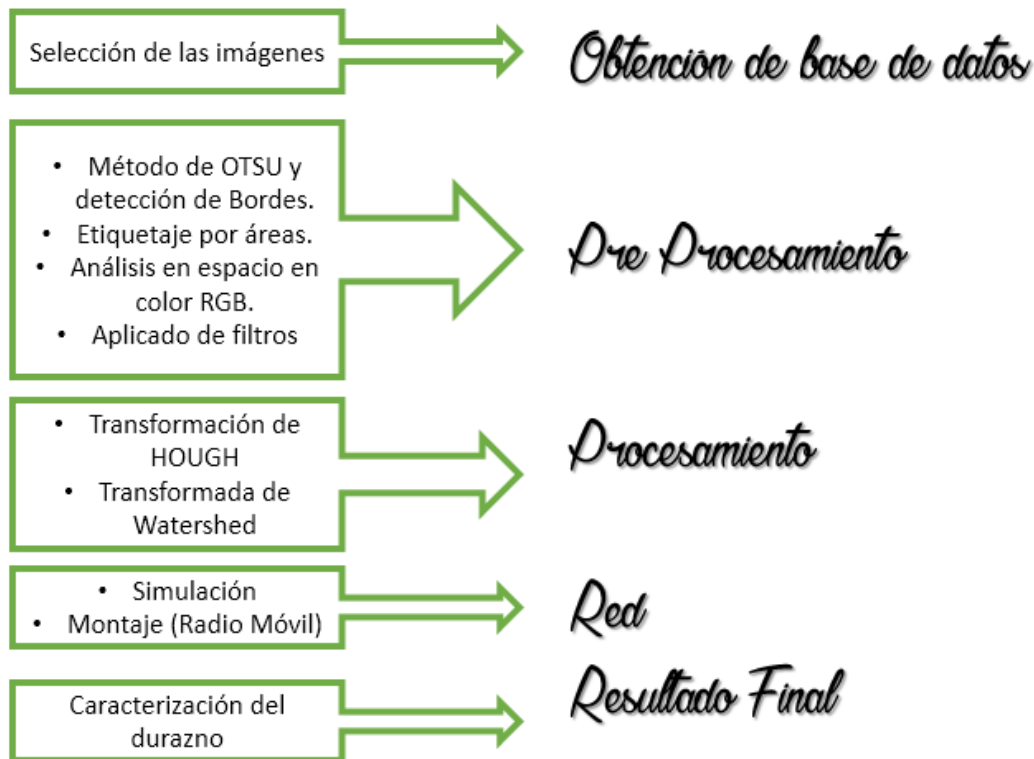 Selección de las imágenes
Obtención de base de datos
• Método de OTSU y
detección de Bordes.
• Etiquetaje por áreas.
• Análisis en espacio en
color RGB.
• Aplicado de filtros
Pre Procesamiento
• Transformación de
HOUGH
• Transformada de
Watershed
Procesamiento
• Simulación
• Montaje (Radio Móvil)
Red
Caracterización del
durazno
Resultado Final